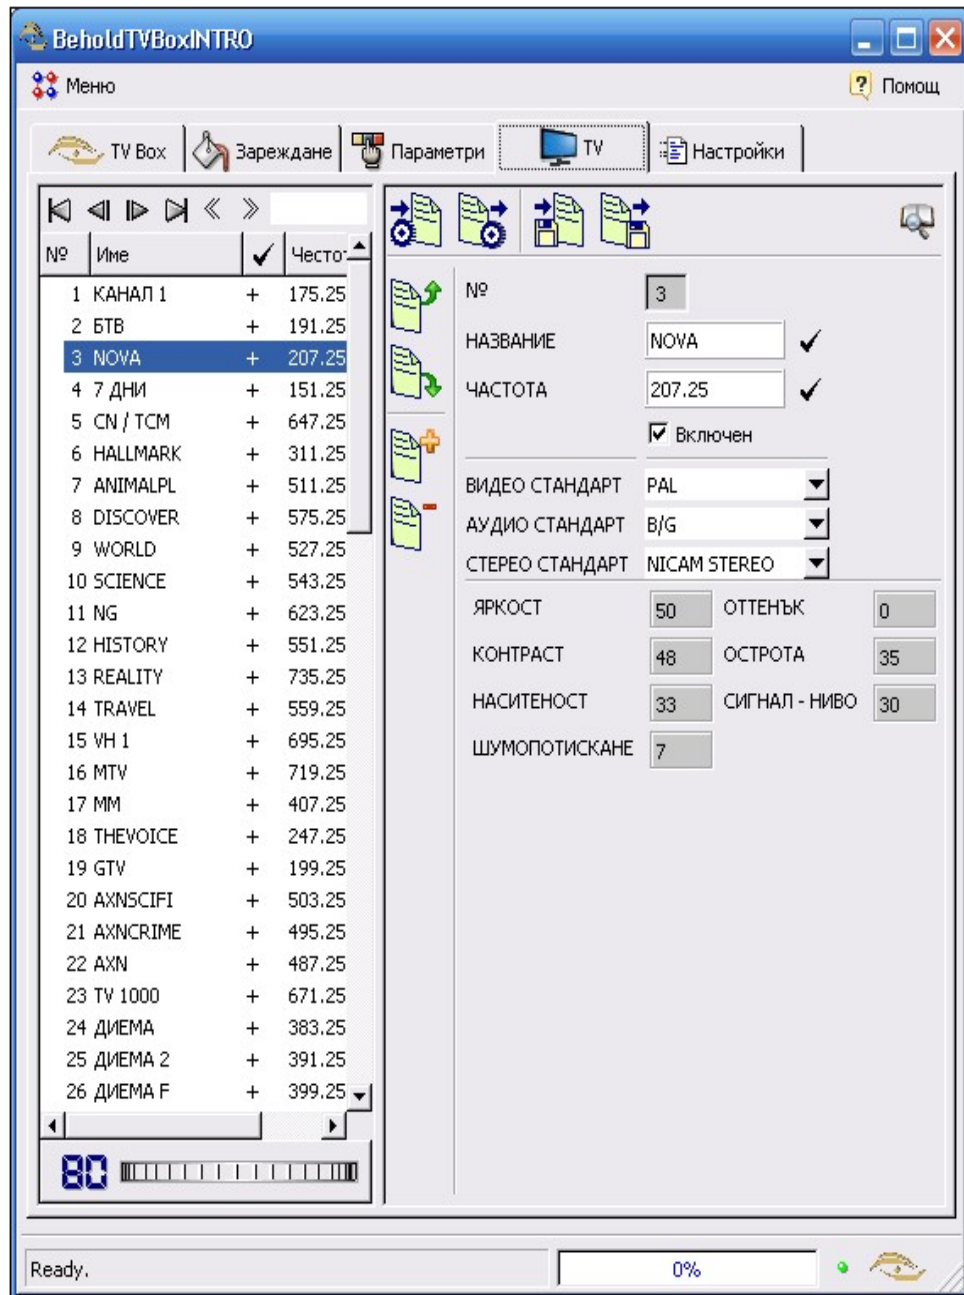 BeholdTVBoxINTRO
Меню
Помощ
TV Box
Зареждане
Параметри
TV
Настройки
№ Име Често
1 КАНАЛ 1 + 175.25
2 БТВ + 191.25
3 NOVA + 207.25
4 7 ДНИ + 151.25
5 CN / TCM + 647.25
6 HALLMARK + 311.25
7 ANIMALPL + 511.25
8 DISCOVER + 575.25
9 WORLD + 527.25
10 SCIENCE + 543.25
11 NG + 623.25
12 HISTORY + 551.25
13 REALITY + 735.25
14 TRAVEL + 559.25
15 VH 1 + 695.25
16 MTV + 719.25
17 MM + 407.25
18 THEVOICE + 247.25
19 GTV + 199.25
20 AXNSCIFI + 503.25
21 AXNCRIME + 495.25
22 AXN + 487.25
23 TV 1000 + 671.25
24 ДИЕМА + 383.25
25 ДИЕМА 2 + 391.25
26 ДИЕМА F + 399.25
80
№ 3
НАЗВАНИЕ NOVA
ЧАСТОТА 207.25
Включен
ВИДЕО СТАНДАРТ PAL
АУДИО СТАНДАРТ B/G
СТЕРЕО СТАНДАРТ NICAM STEREO
ЯРКОСТ 50 ОТТЕНЪК 0
КОНТРАСТ 48 ОСТРОТА 35
НАСИТЕНОСТ 33 СИГНАЛ - НИВО 30
ШУМОПОТИСКАНЕ 7
Ready.
0%